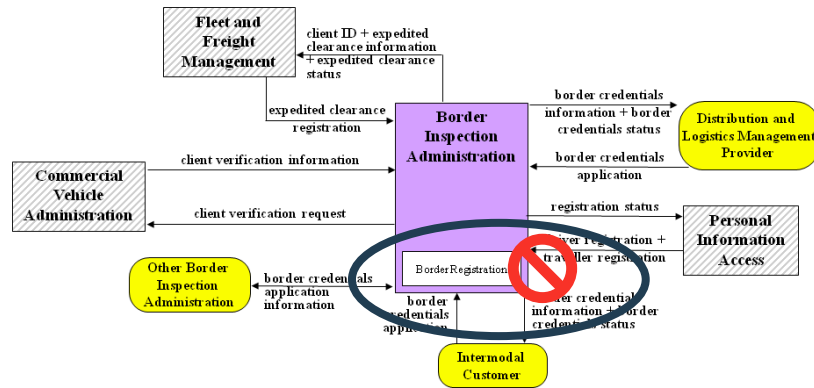 Fleet and
Freight
Management
client ID + expedited
clearance information
+ expedited clearance
status
expedited clearance
registration
Border
Inspection
Administration
border credentials
information + border
credentials status
Distribution and
Logistics Management
Provider
border credentials
application
client verification information
Commercial
Vehicle
Administration
client verification request
registration status
Personal
Information
Access
registration +
traveller registration
BorderRegistration
Other Border
Inspection
Administration
border credentials
application
information
border
credentials
application
credential
information + border
credentials status
Intermodal
Customer